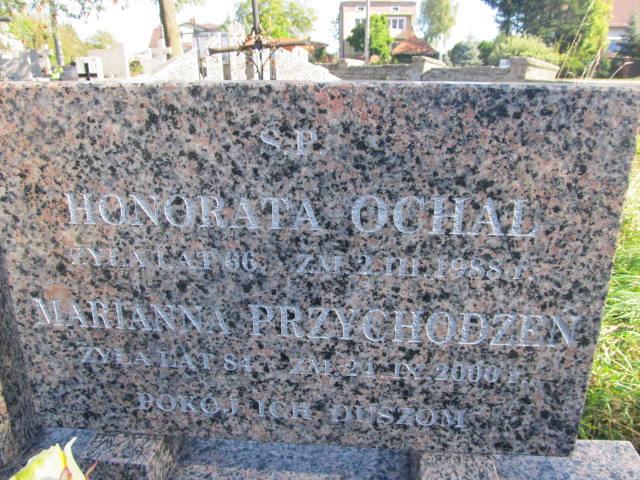 Ś.P.
HONORATA OCHAL
ŻYŁA LAT 66 ZM. 2.III.1988 r.
MARIANNA PRZYCHODZEŃ
ŻYŁA LAT 84 ZM. 24.IX.2000 r.
POKÓJ ICH DUSZOM